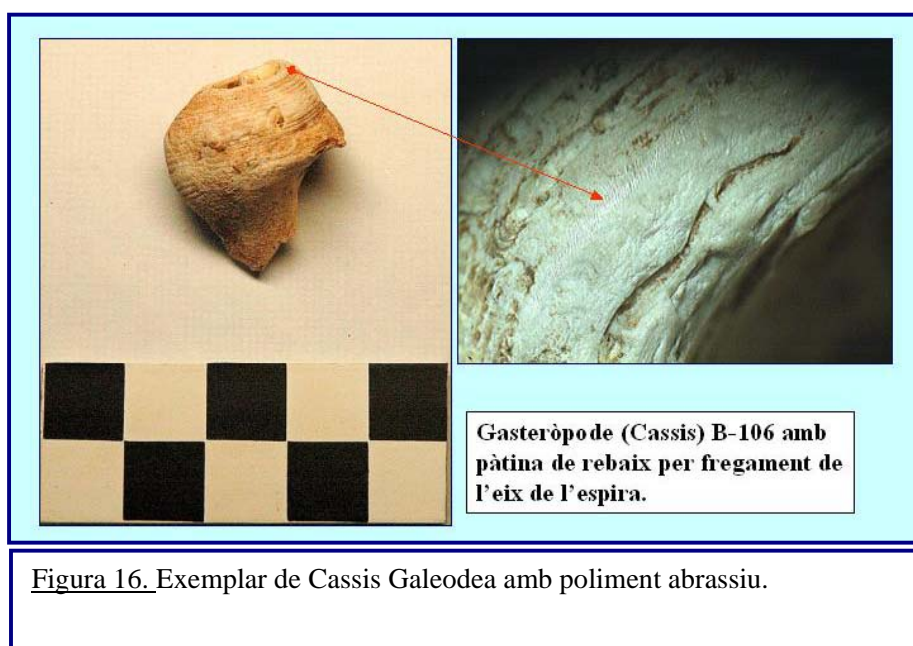 Gasteròpode (Cassis) B-106 amb
pàtina de rebaix per fregament de
l'eix de l'espira.
Figura 16. Exemplar de Cassis Galeodea amb poliment abrassiu.